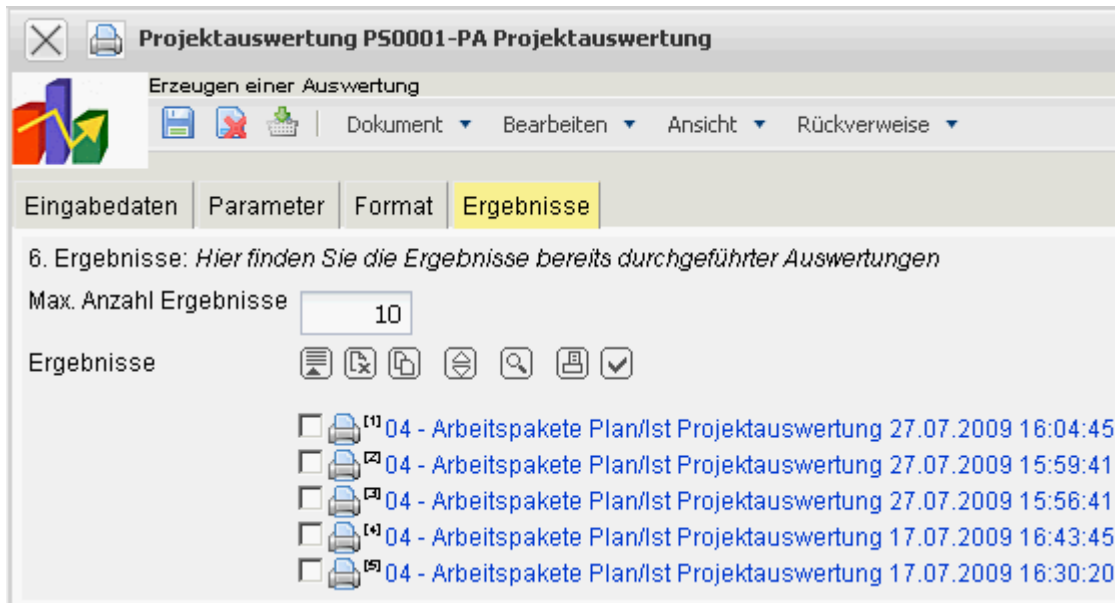 Projektauswertung PS0001-PA Projektauswertung
Erzeugen einer Auswertung
Dokument Bearbeiten Ansicht Rückverweise
Eingabedaten Parameter Format Ergebnisse
6. Ergebnisse: Hier finden Sie die Ergebnisse bereits durchgeführter Auswertungen
Max. Anzahl Ergebnisse 10
Ergebnisse
[1] 04 - Arbeitspakete Plan/Ist Projektauswertung 27.07.2009 16:04:45
[2] 04 - Arbeitspakete Plan/Ist Projektauswertung 27.07.2009 15:59:41
[3] 04 - Arbeitspakete Plan/Ist Projektauswertung 27.07.2009 15:56:41
[4] 04 - Arbeitspakete Plan/Ist Projektauswertung 17.07.2009 16:43:45
[5] 04 - Arbeitspakete Plan/Ist Projektauswertung 17.07.2009 16:30:20